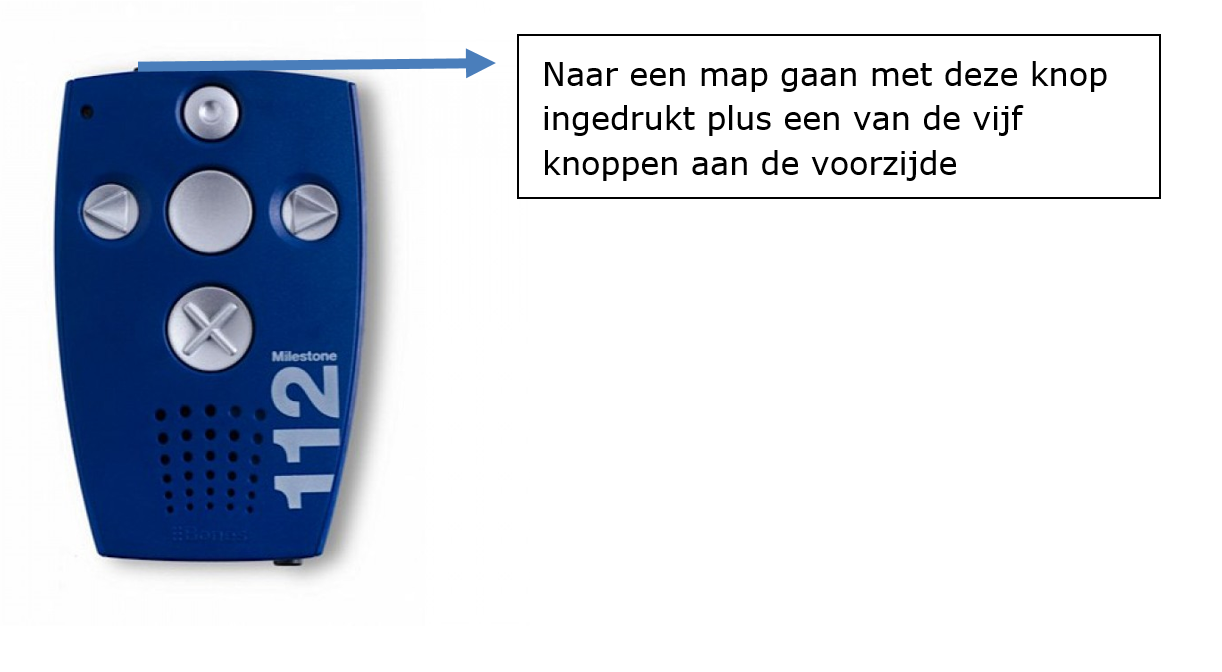 Naar een map gaan met deze knop
ingedrukt plus een van de vijf
knoppen aan de voorzijde
Milestone
112